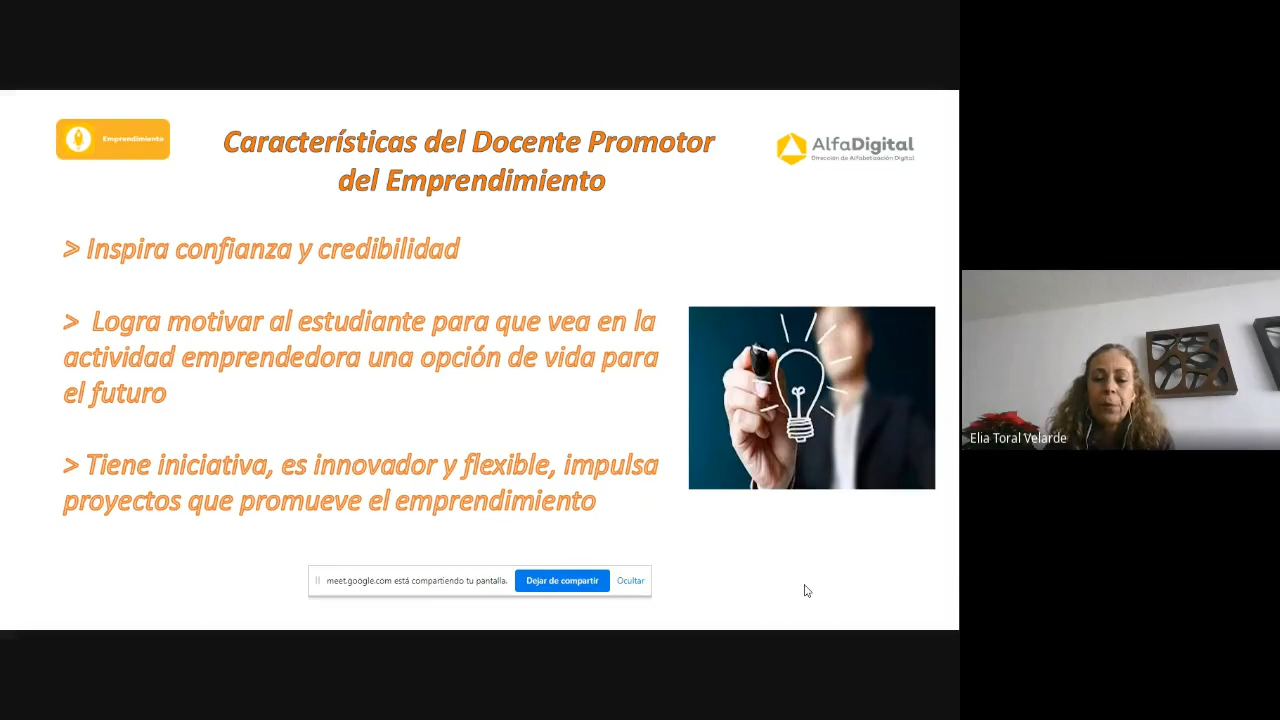 Emprendimiento
Características del Docente Promotor
del Emprendimiento
AlfaDigital
Dirección de Alfabetización Digital
> Inspira confianza y credibilidad
> Logra motivar al estudiante para que vea en la
actividad emprendedora una opción de vida para
el futuro
> Tiene iniciativa, es innovador y flexible, impulsa
proyectos que promueve el emprendimiento
meet.google.com está compartiendo tu pantalla.
Dejar de compartir
Ocultar
Elia Toral Velarde